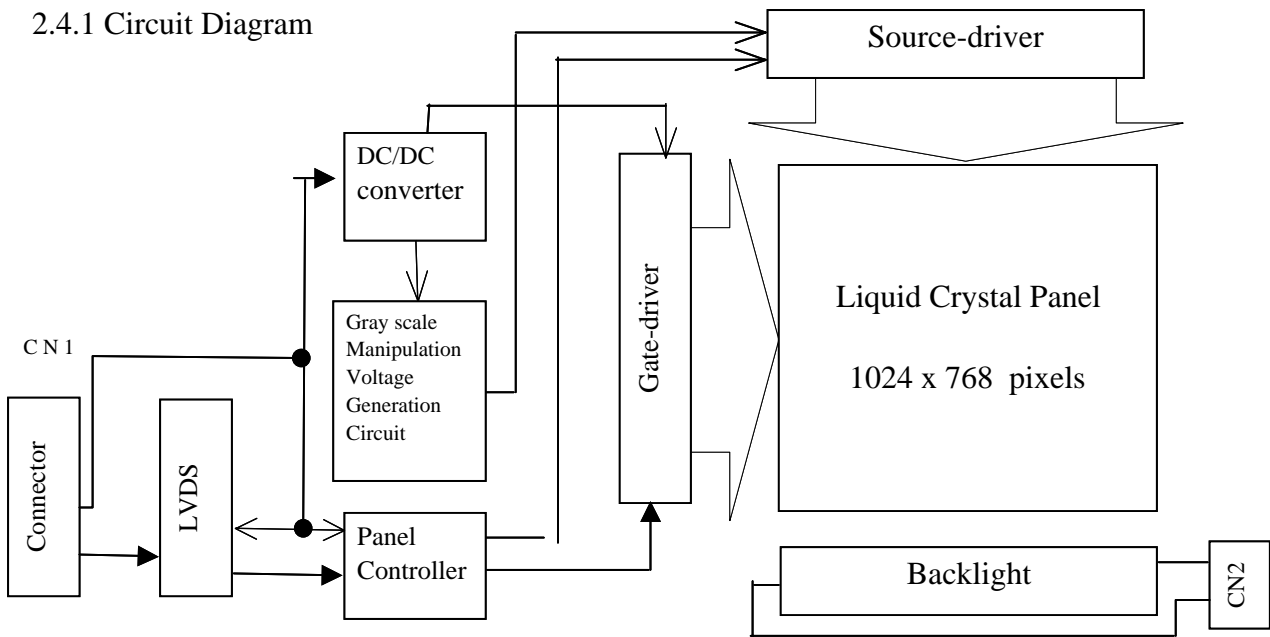 2.4.1 Circuit Diagram
Source-driver
DC/DC
converter
Gate-driver
Liquid Crystal Panel
1024 x 768 pixels
Gray scale
Manipulation
Voltage
Generation
Circuit
C N 1
Connector
LVDS
Panel
Controller
Backlight
CN2